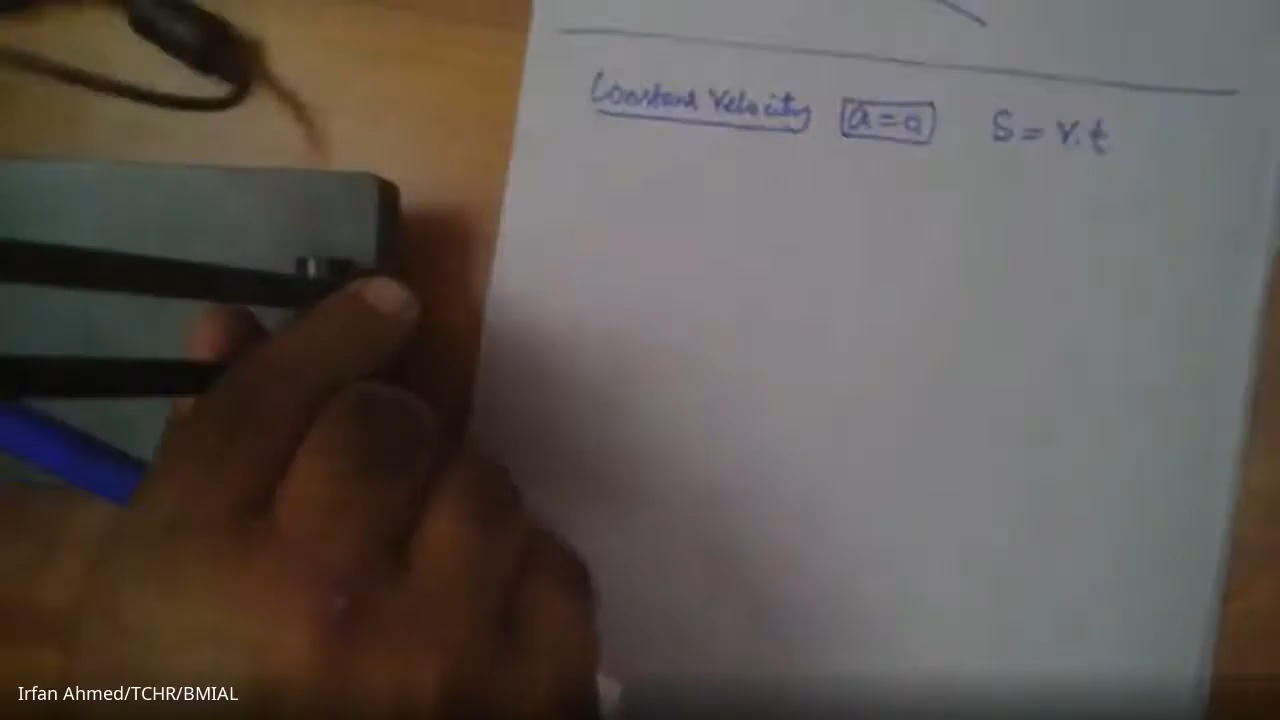 Constant Velocity a = 0 S = v.t
Irfan Ahmed/TCHR/BMIAL